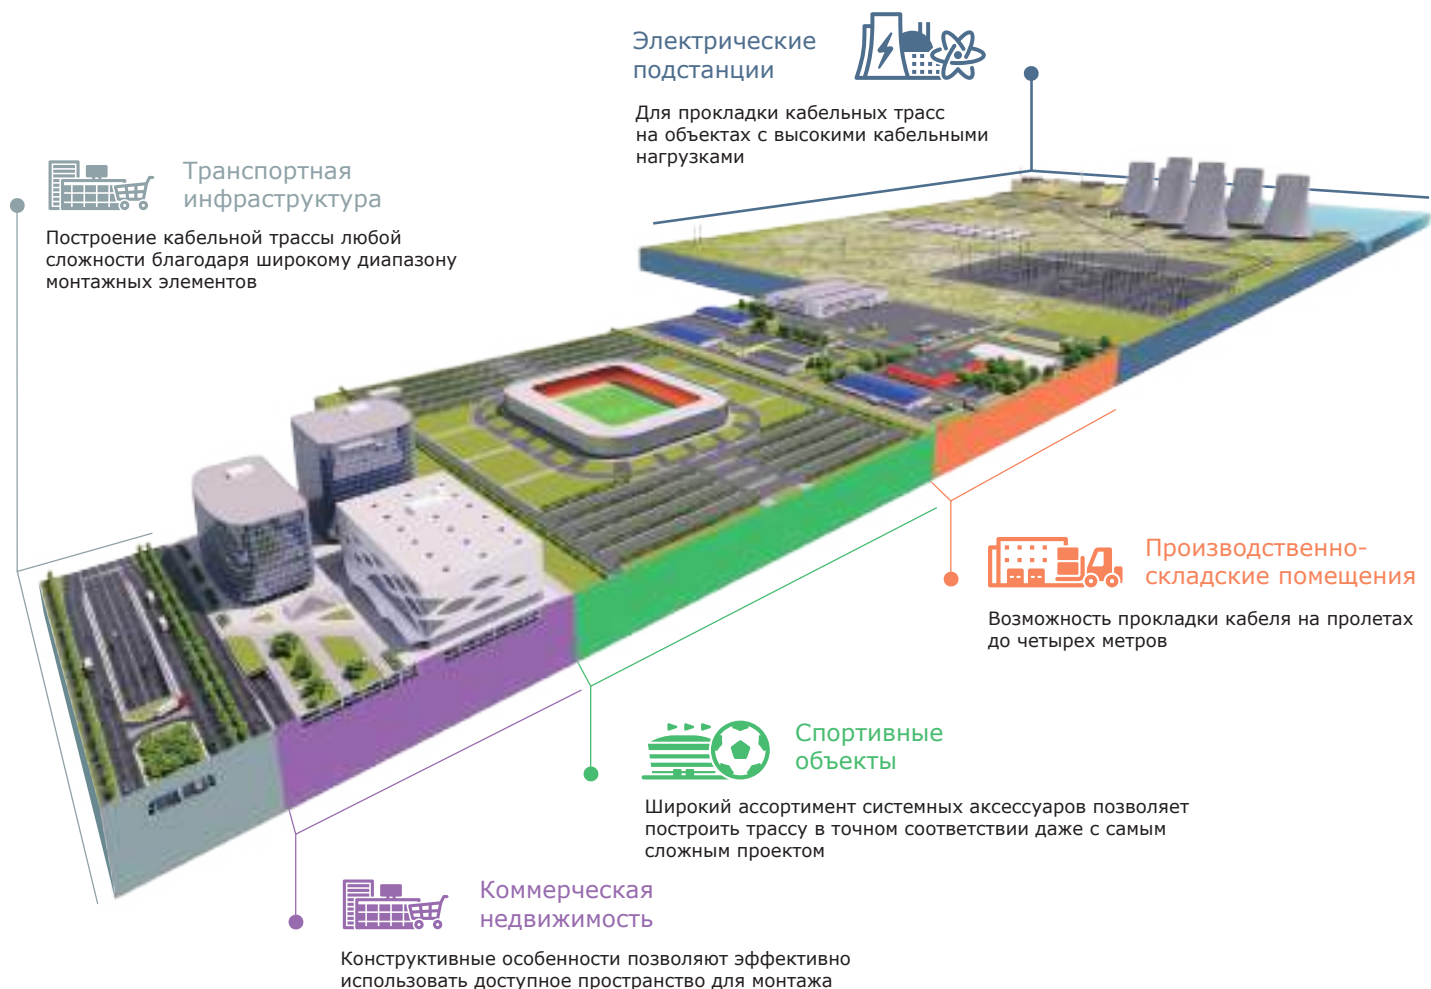 Электрические
подстанции
Для прокладки кабельных трасс
на объектах с высокими кабельными
нагрузками
Транспортная
инфраструктура
Построение кабельной трассы любой
сложности благодаря широкому диапазону
монтажных элементов
Производственно-
складские помещения
Возможность прокладки кабеля на пролетах
до четырех метров
Спортивные
объекты
Широкий ассортимент системных аксессуаров позволяет
построить трассу в точном соответствии даже с самым
сложным проектом
Коммерческая
недвижимость
Конструктивные особенности позволяют эффективно
использовать доступное пространство для монтажа